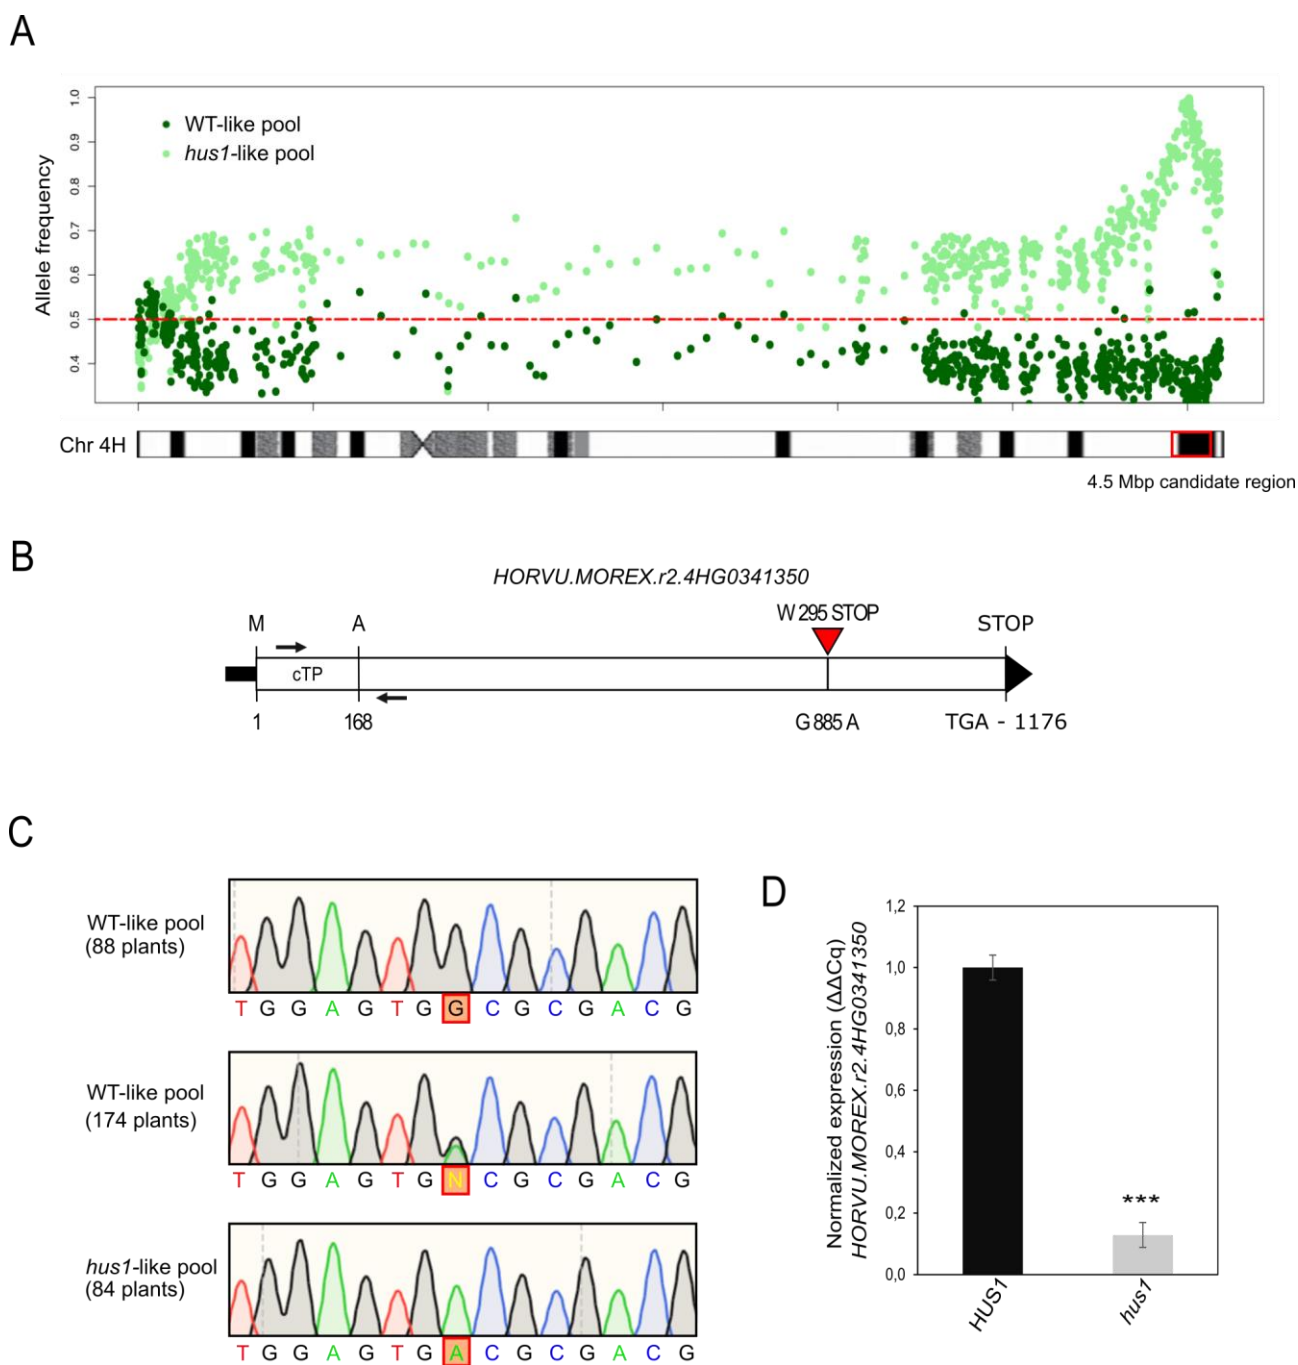 A
1.0
0.9
0.8
0.7
0.6
0.5
0.4
Allele frequency
WT-like pool
hus1-like pool
Chr 4H
4.5 Mbp candidate region
B
HORVU.MOREX.r2.4HG0341350
W 295 STOP
M
A
STOP
cTP
1
168
G 885 A
TGA - 1176
C
WT-like pool
(88 plants)
T G G A G T G G C G C G A C G
WT-like pool
(174 plants)
T G G A G T G N C G C G A C G
hus1-like pool
(84 plants)
T G G A G T G A C G C G A C G
D
Normalized expression (ΔΔCq)
HORVU.MOREX.r2.4HG0341350
1,2
1,0
0,8
0,6
0,4
0,2
0,0
***
HUS1
hus1